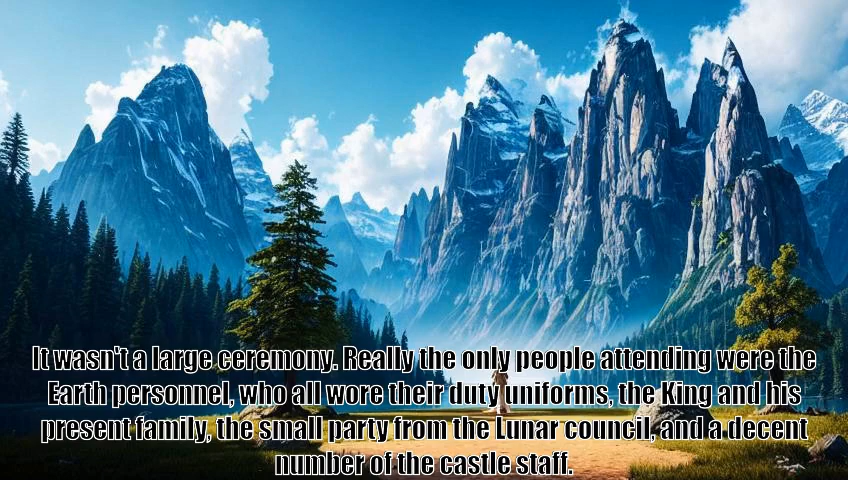 It wasn't a large ceremony. Really the only people attending were the
Earth personnel, who all wore their duty uniforms, the King and his
present family, the small party from the Lunar council, and a decent
number of the castle staff.